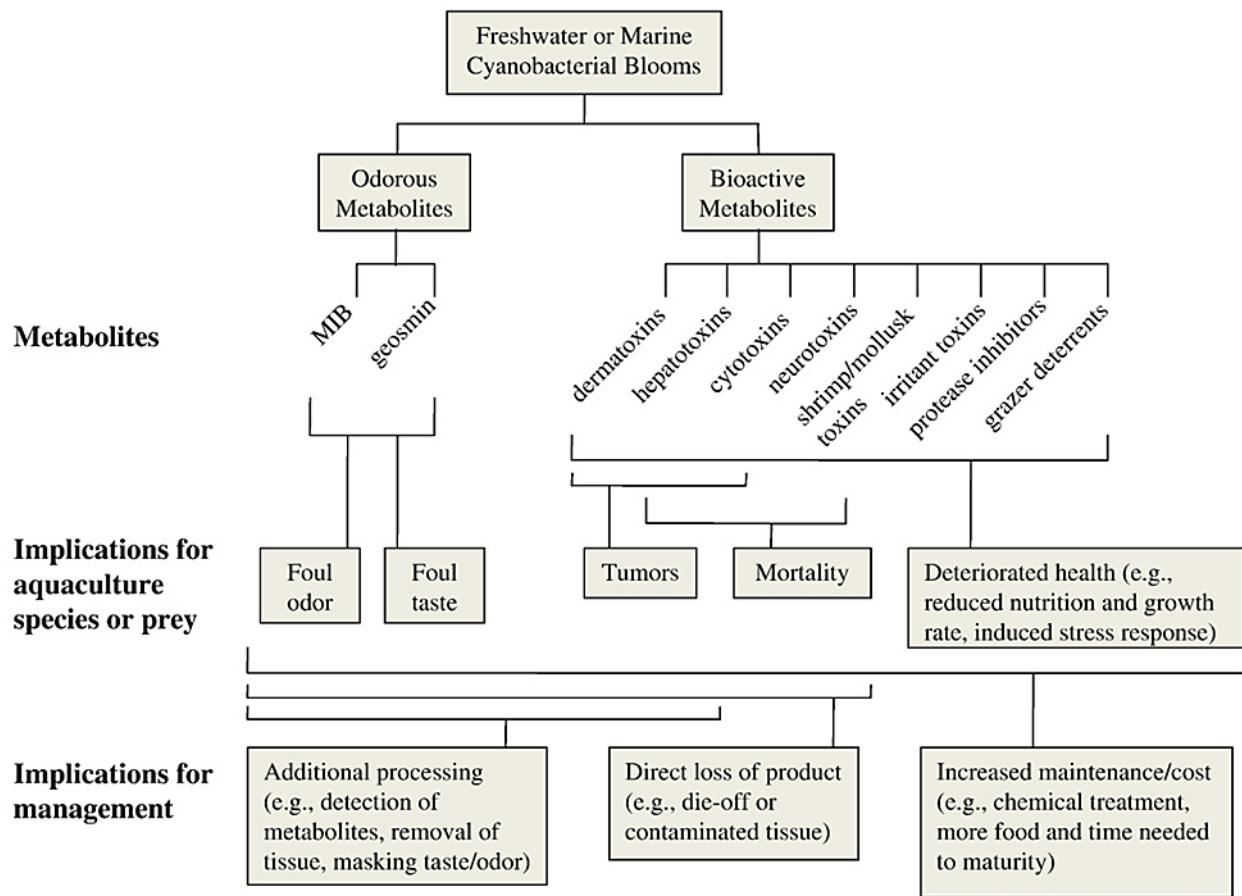 Freshwater or Marine
Cyanobacterial Blooms
Odorous
Metabolites
Bioactive
Metabolites
Metabolites
MIB
geosmin
dermatoxins
hepatotoxins
cytotoxins
neurotoxins
shrimp/mollusk
toxins
irritant toxins
protease inhibitors
grazer deterrents
Implications for
aquaculture
species or prey
Foul
odor
Foul
taste
Tumors
Mortality
Deteriorated health (e.g.,
reduced nutrition and growth
rate, induced stress response)
Implications for
management
Additional processing
(e.g., detection of
metabolites, removal of
tissue, masking taste/odor)
Direct loss of product
(e.g., die-off or
contaminated tissue)
Increased maintenance/cost
(e.g., chemical treatment,
more food and time needed
to maturity)